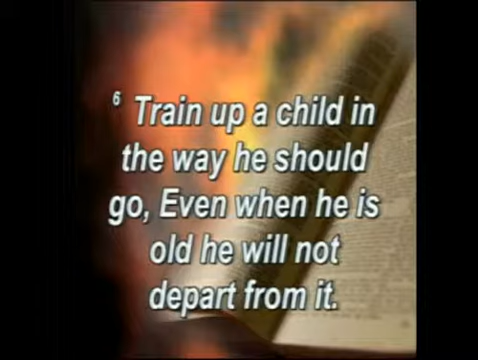 6 Train up a child in
the way he should
go, Even when he is
old he will not
depart from it.